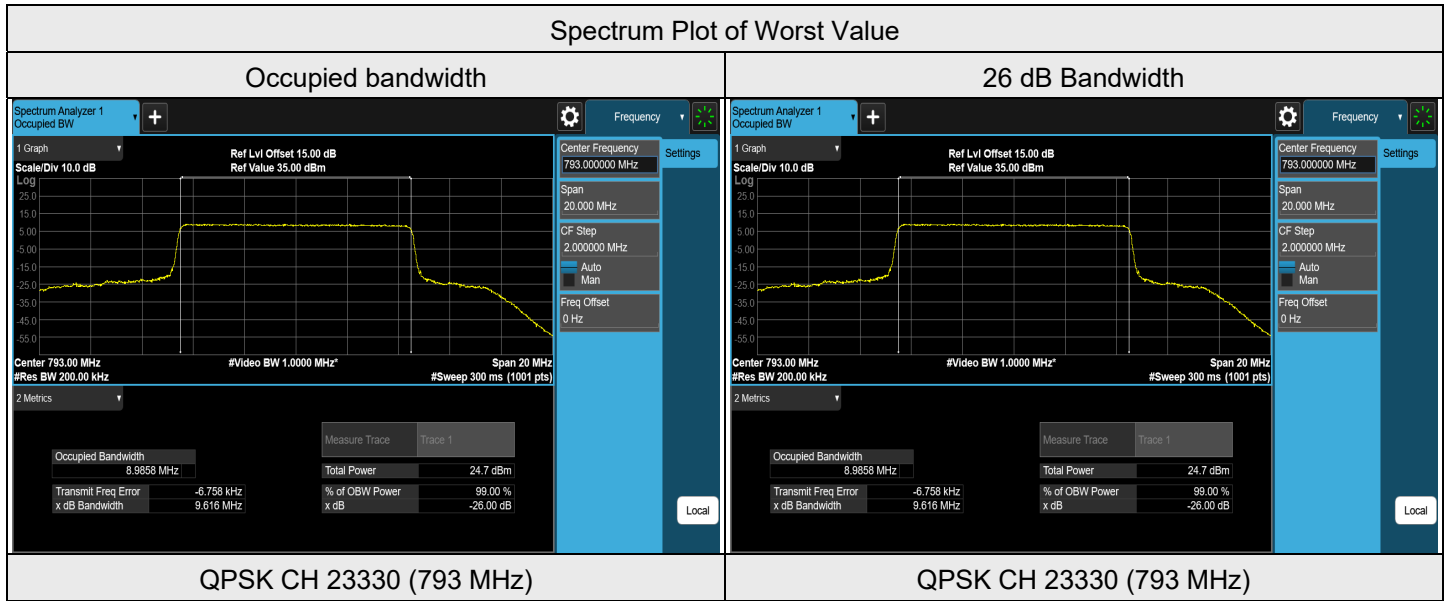 Spectrum Plot of Worst Value
Occupied bandwidth
26 dB Bandwidth
Spectrum Analyzer 1
Occupied BW
+
Frequency
1 Graph
Scale/Div 10.0 dB
Ref Lvl Offset 15.00 dB
Ref Value 35.00 dBm
Log
25.0
15.0
5.00
-5.00
-15.0
-25.0
-35.0
-45.0
-55.0
Center 793.00 MHz
#Res BW 200.00 kHz
#Video BW 1.0000 MHz*
Span 20 MHz
#Sweep 300 ms (1001 pts)
Center Frequency
793.000000 MHz
Settings
Span
20.000 MHz
CF Step
2.000000 MHz
Auto
Man
Freq Offset
0 Hz
2 Metrics
Measure Trace Trace 1
Occupied Bandwidth
8.9858 MHz
Total Power 24.7 dBm
Transmit Freq Error -6.758 kHz
% of OBW Power 99.00 %
x dB Bandwidth 9.616 MHz
x dB -26.00 dB
Local
Spectrum Analyzer 1
Occupied BW
+
Frequency
1 Graph
Scale/Div 10.0 dB
Ref Lvl Offset 15.00 dB
Ref Value 35.00 dBm
Log
25.0
15.0
5.00
-5.00
-15.0
-25.0
-35.0
-45.0
-55.0
Center 793.00 MHz
#Res BW 200.00 kHz
#Video BW 1.0000 MHz*
Span 20 MHz
#Sweep 300 ms (1001 pts)
Center Frequency
793.000000 MHz
Settings
Span
20.000 MHz
CF Step
2.000000 MHz
Auto
Man
Freq Offset
0 Hz
2 Metrics
Measure Trace Trace 1
Occupied Bandwidth
8.9858 MHz
Total Power 24.7 dBm
Transmit Freq Error -6.758 kHz
% of OBW Power 99.00 %
x dB Bandwidth 9.616 MHz
x dB -26.00 dB
Local
QPSK CH 23330 (793 MHz)
QPSK CH 23330 (793 MHz)